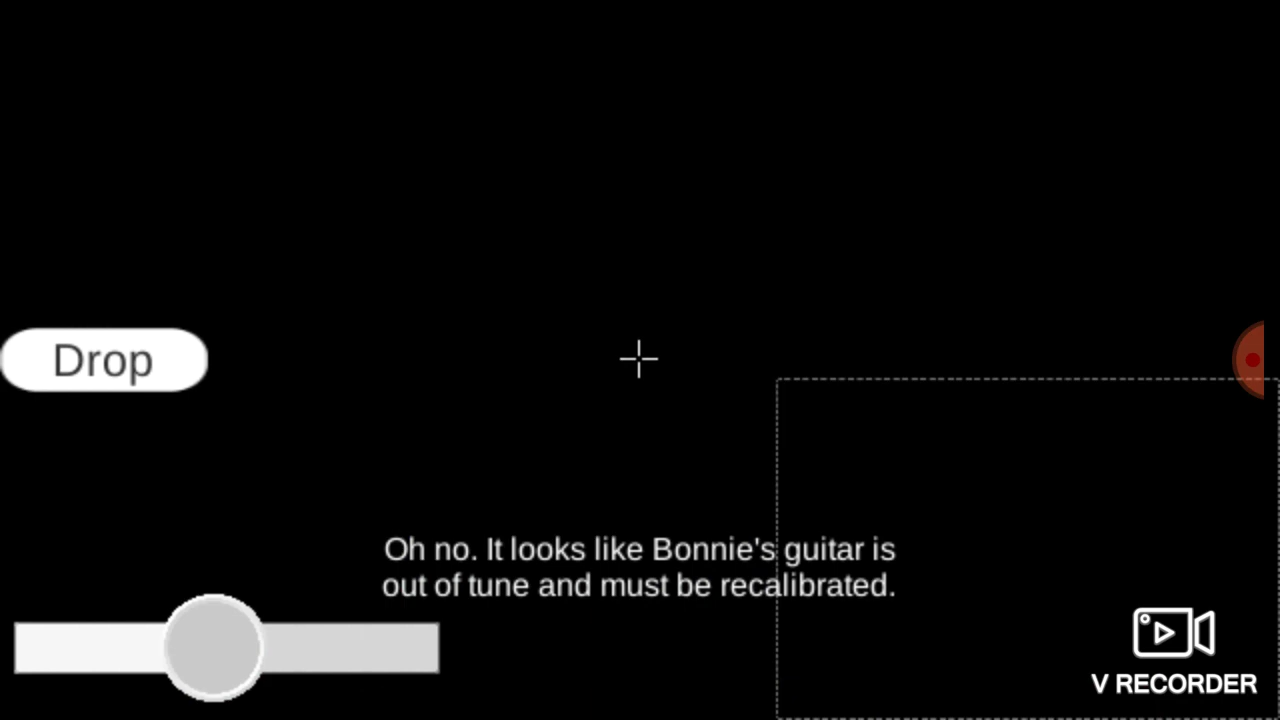 Drop
Oh no. It looks like Bonnie's guitar is
out of tune and must be recalibrated.
V RECORDER